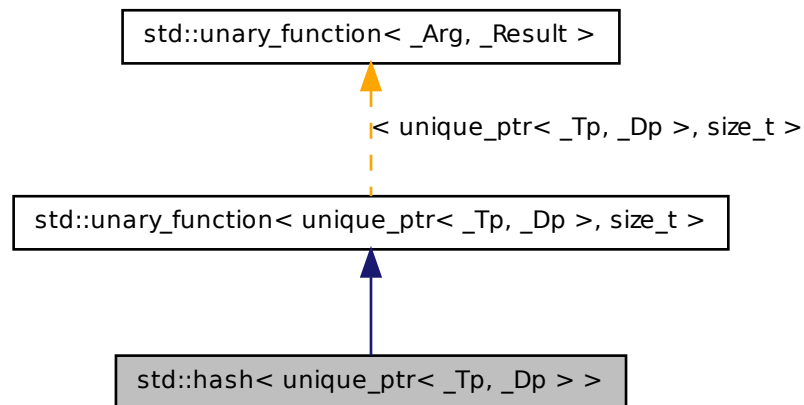 std::unary_function< _Arg, _Result >
< unique_ptr< _Tp, _Dp >, size_t >
std::unary_function< unique_ptr< _Tp, _Dp >, size_t >
std::hash< unique_ptr< _Tp, _Dp > >